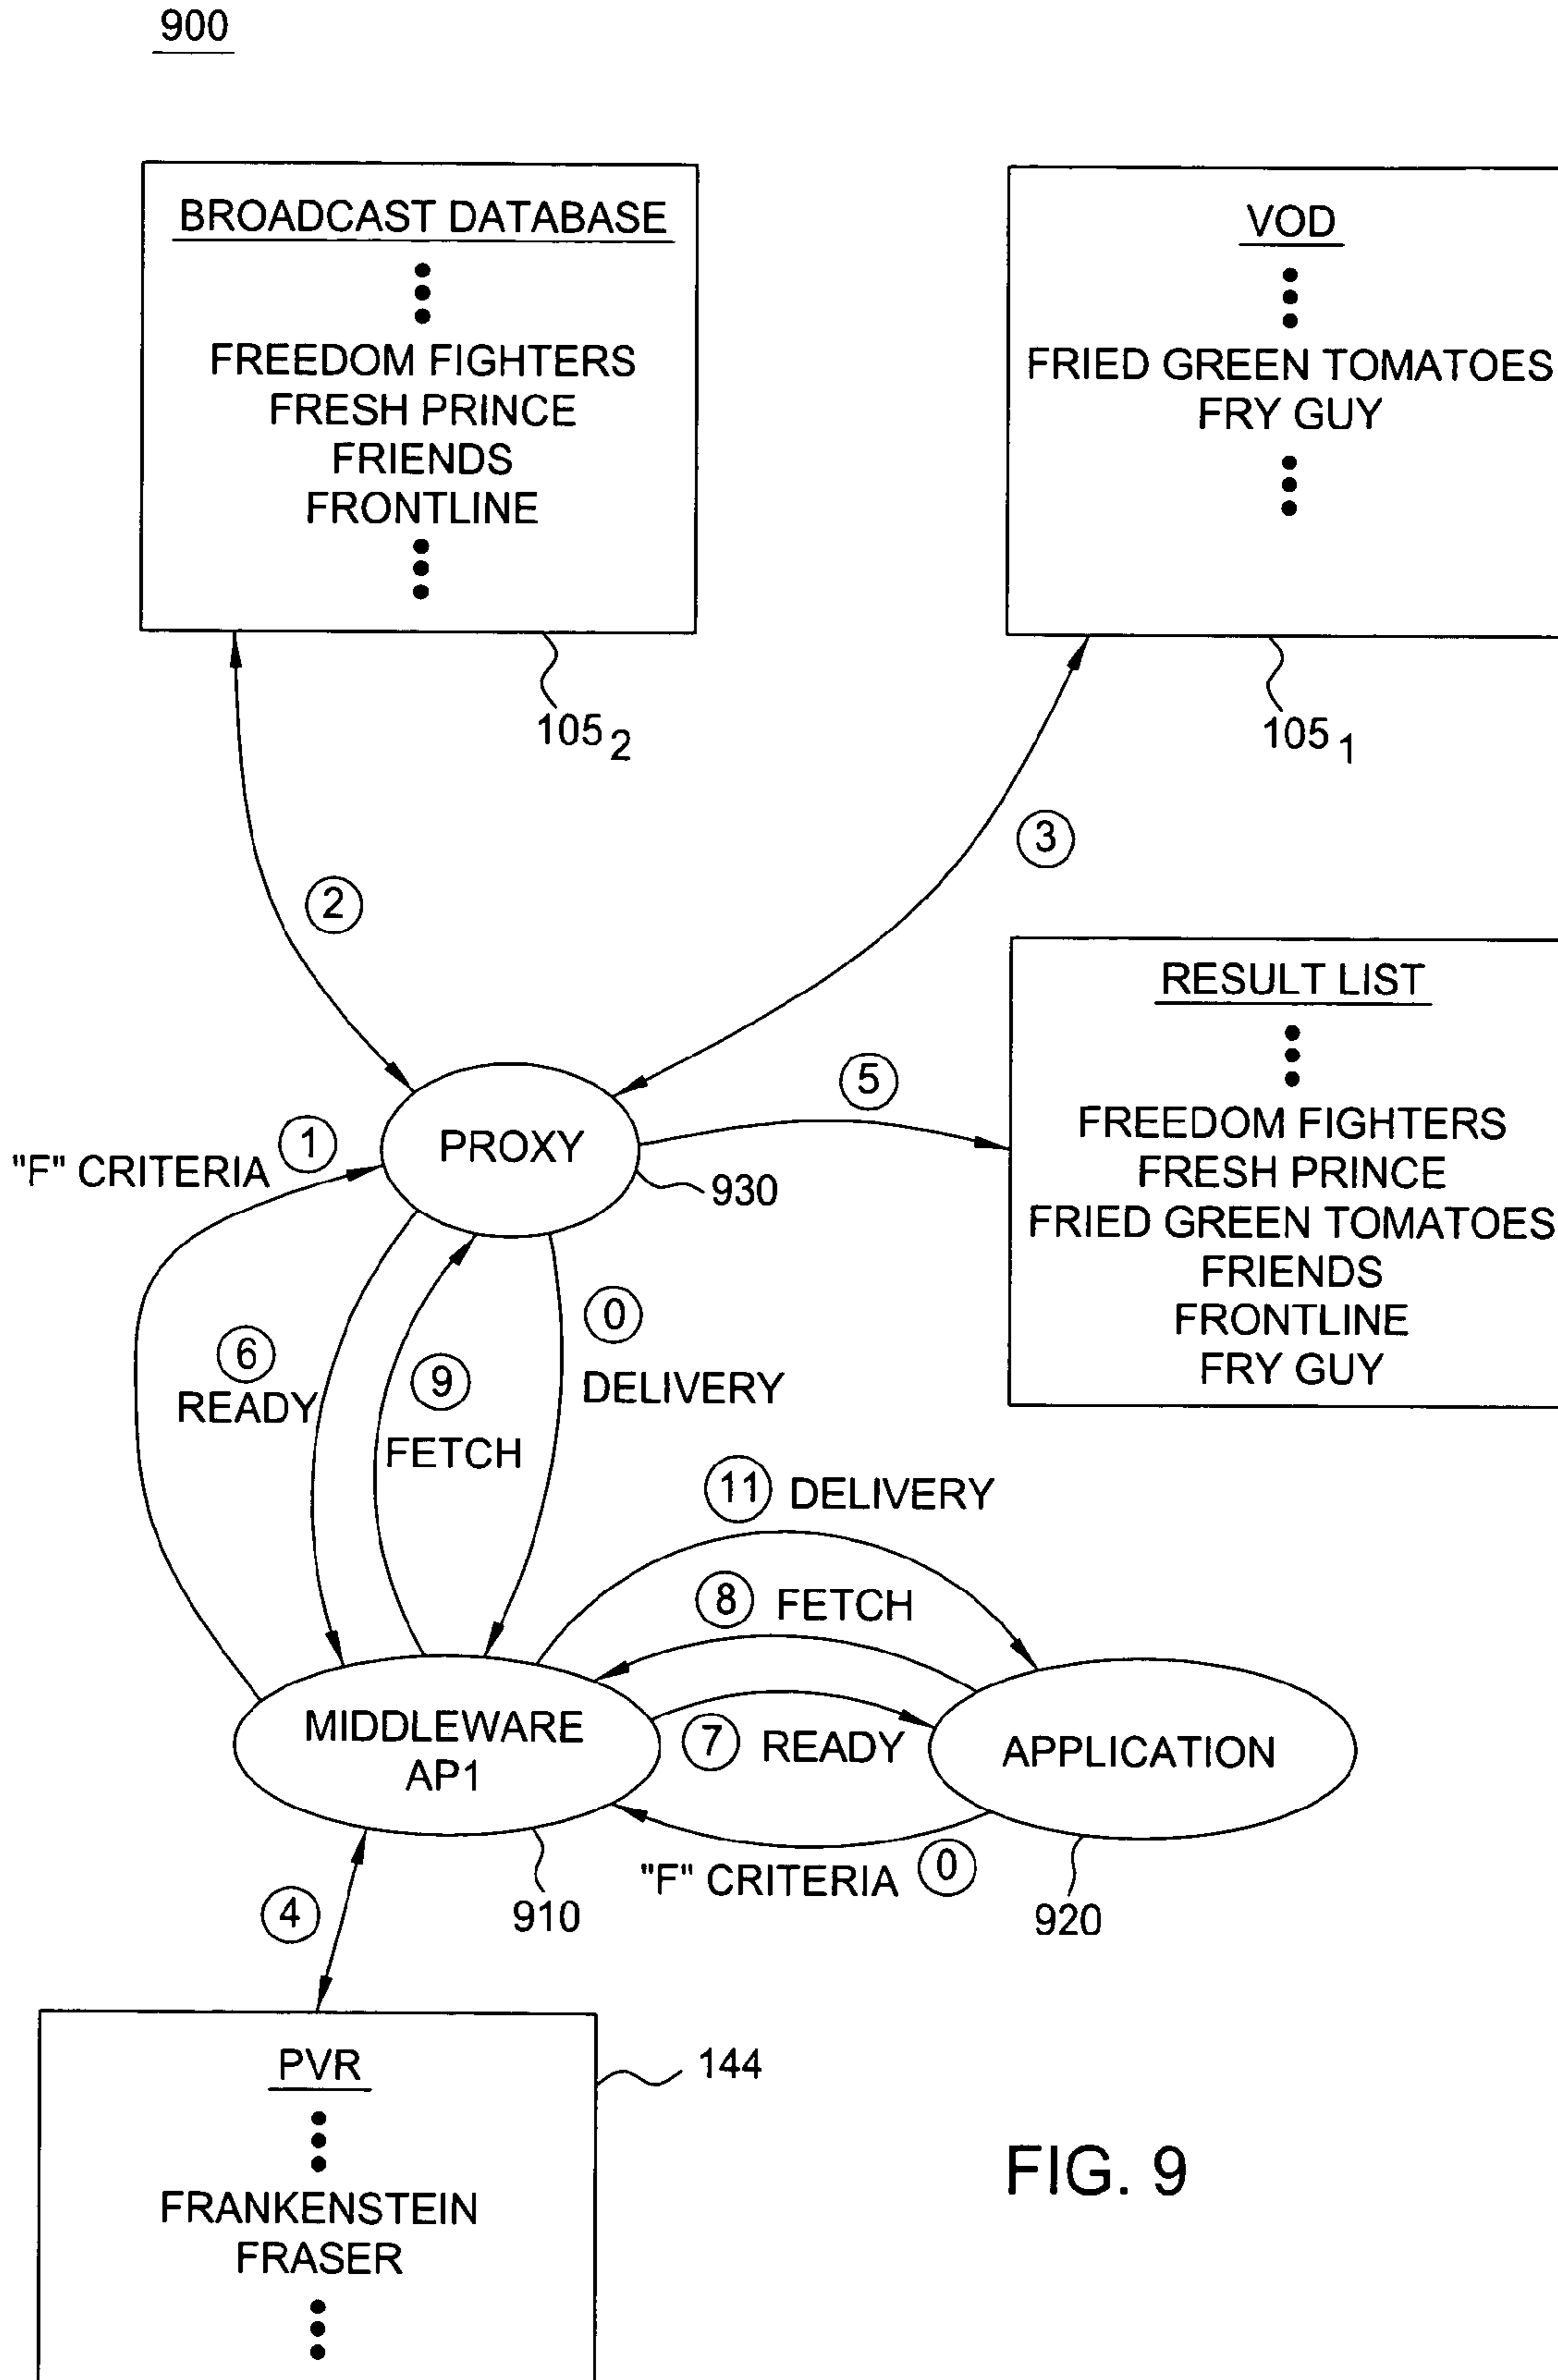 900
BROADCAST DATABASE
FREEDOM FIGHTERS
FRESH PRINCE
FRIENDS
FRONTLINE
105 2
VOD
FRIED GREEN TOMATOES
FRY GUY
105 1
3
2
RESULT LIST
FREEDOM FIGHTERS
FRESH PRINCE
FRIED GREEN TOMATOES
FRIENDS
FRONTLINE
FRY GUY
5
1
"F" CRITERIA
PROXY
930
6
READY
9
FETCH
0
DELIVERY
11 DELIVERY
8 FETCH
7 READY
MIDDLEWARE
AP1
APPLICATION
"F" CRITERIA 0
910
920
4
PVR
FRANKENSTEIN
FRASER
144
FIG. 9